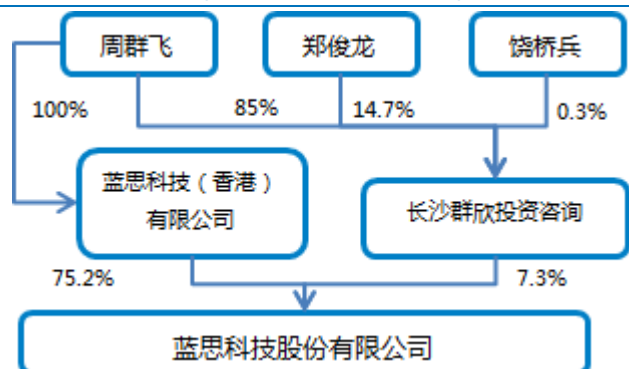 周群飞
郑俊龙
饶桥兵
100%
85%
14.7%
0.3%
蓝思科技（香港）
有限公司
长沙群欣投资咨询
75.2%
7.3%
蓝思科技股份有限公司